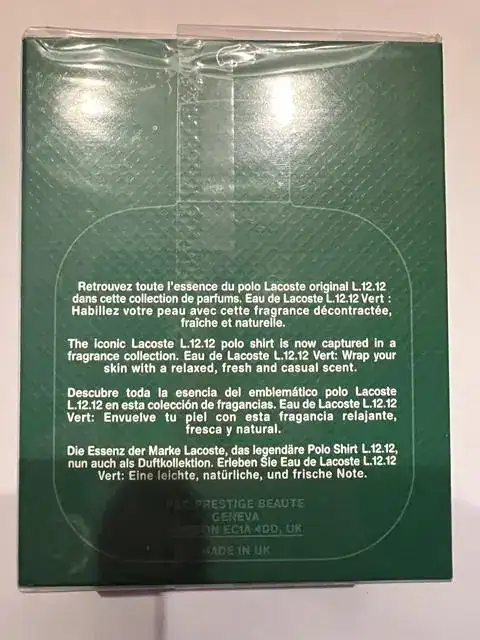 Retrouvez toute l'essence du polo Lacoste original L.12.12
dans cette collection de parfums. Eau de Lacoste L.12.12 Vert :
Habillez votre peau avec cette fragrance décontractée,
fraîche et naturelle.
The iconic Lacoste L.12.12 polo shirt is now captured in a
fragrance collection. Eau de Lacoste L.12.12 Vert: Wrap your
skin with a relaxed, fresh and casual scent.
Descubre toda la esencia del emblemático polo Lacoste
L.12.12 en esta colección de fragancias. Eau de Lacoste L.12.12
Vert: Envuelve tu piel con esta fragancia relajante,
fresca y natural.
Die Essenz der Marke Lacoste, das legendäre Polo Shirt L.12.12,
nun auch als Duftkollektion. Erleben Sie Eau de Lacoste L.12.12
Vert: Eine leichte, natürliche, und frische Note.
PRESTIGE BEAUTE
GENEVA
EC1A 4DD, UK
MADE IN UK